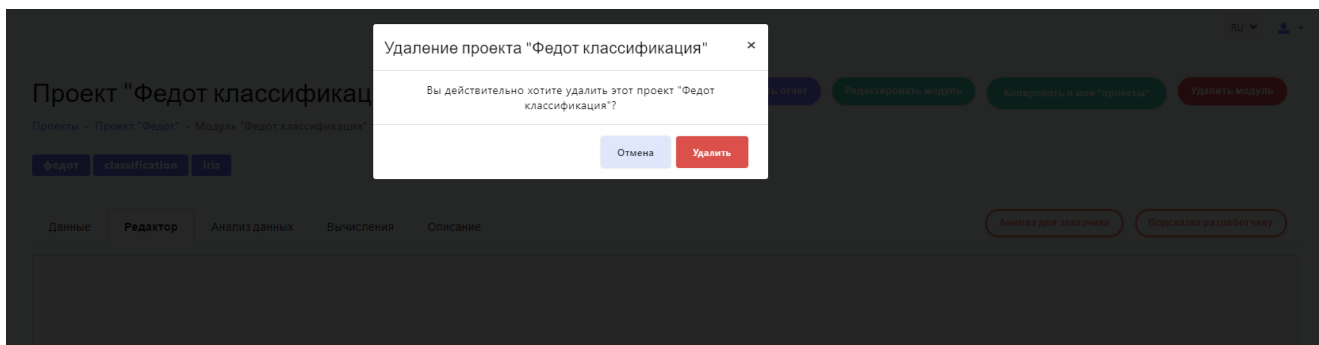 RU
Удаление проекта "Федот классификация" ×
Проект "Федот классификац
ть отчет
Редактировать модуль
Копировать в мои "проекты"
Удалить модуль
Вы действительно хотите удалить этот проект "Федот
классификация"?
Проекты - Проект "Федот" - Модуль "Федот классификация"
Отмена
Удалить
федот classification iris
Данные Редактор Анализ данных Вычисления Описание
Анализ для заказчика
Подсказка разработчику